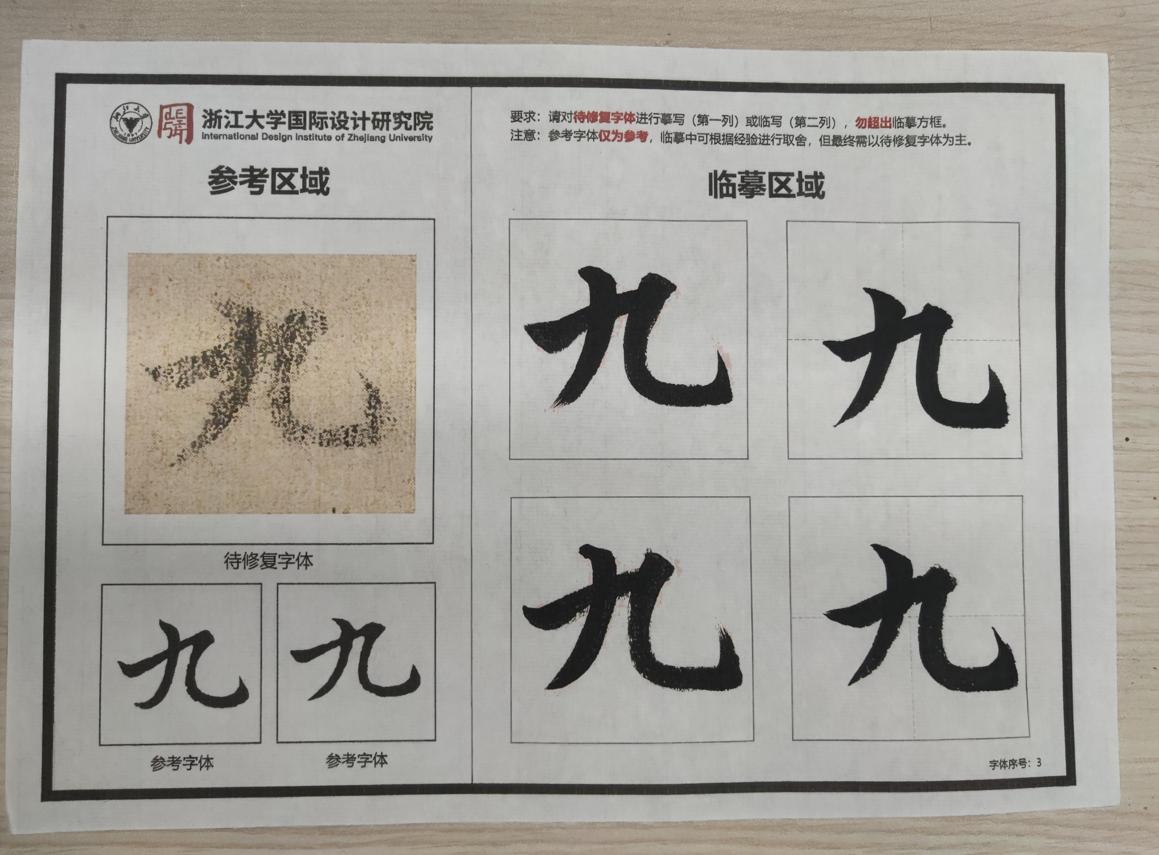 浙江大学国际设计研究院
International Design Institute of Zhejiang University
参考区域
九
待修复字体
九 九
参考字体 参考字体
要求：请对待修复字体进行摹写（第一列）或临写（第二列），勿超出临摹方框。
注意：参考字体仅为参考，临摹中可根据经验进行取舍，但最终需以待修复字体为主。
临摹区域
九 九
九 九
字体序号：3